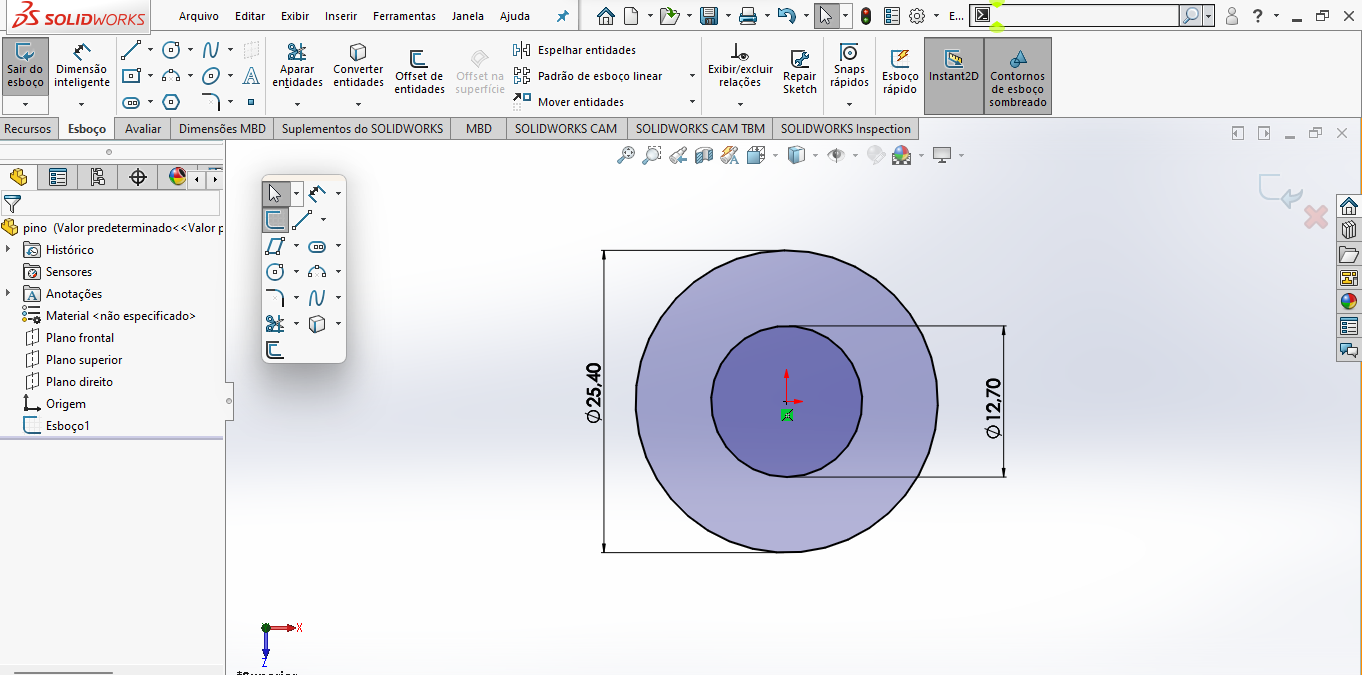 SOLIDWORKS
Arquivo Editar Exibir Inserir Ferramentas Janela Ajuda
E...
?
Sair do esboço
Dimensão inteligente
Aparar entidades
Converter entidades
Offset de entidades
Offset na superfície
Espelhar entidades
Padrão de esboço linear
Mover entidades
Exibir/excluir relações
Repair Sketch
Snaps rápidos
Esboço rápido
Instant2D
Contornos de esboço sombreado
Recursos Esboço Avaliar Dimensões MBD Suplementos do SOLIDWORKS MBD SOLIDWORKS CAM SOLIDWORKS CAM TBM SOLIDWORKS Inspection
pino (Valor predeterminado<<Valor p
Histórico
Sensores
Anotações
Material <não especificado>
Plano frontal
Plano superior
Plano direito
Origem
Esboço1
⌀25,40
⌀12,70
X
Z
*Superior